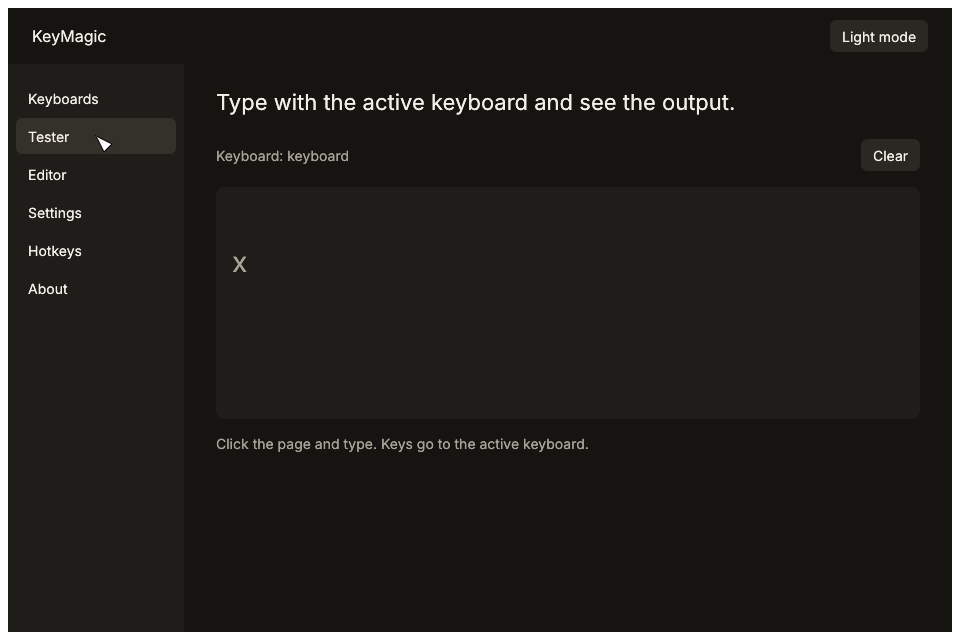 KeyMagic
Light mode
Keyboards
Tester
Editor
Settings
Hotkeys
About
Type with the active keyboard and see the output.
Keyboard: keyboard
Clear
x
Click the page and type. Keys go to the active keyboard.